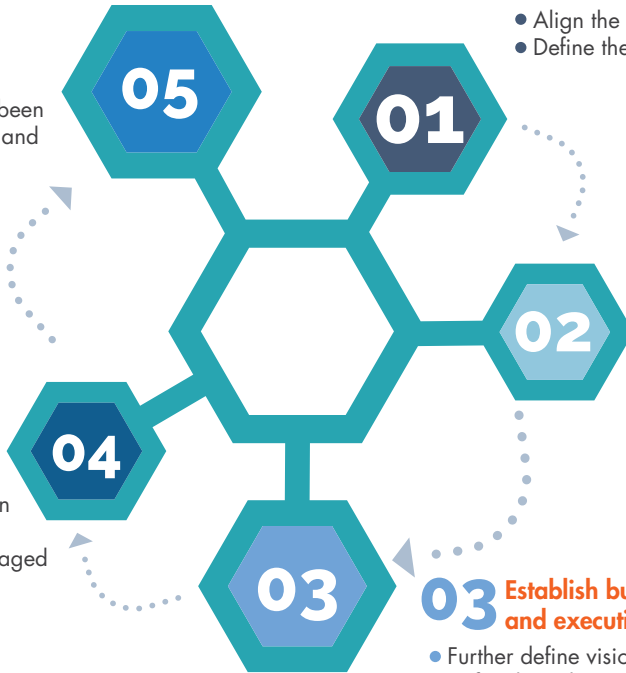 ● Align the
● Define the
05
01
been
and
02
04
n
aged
03
03 Establish bu
and executi
● Further define visio